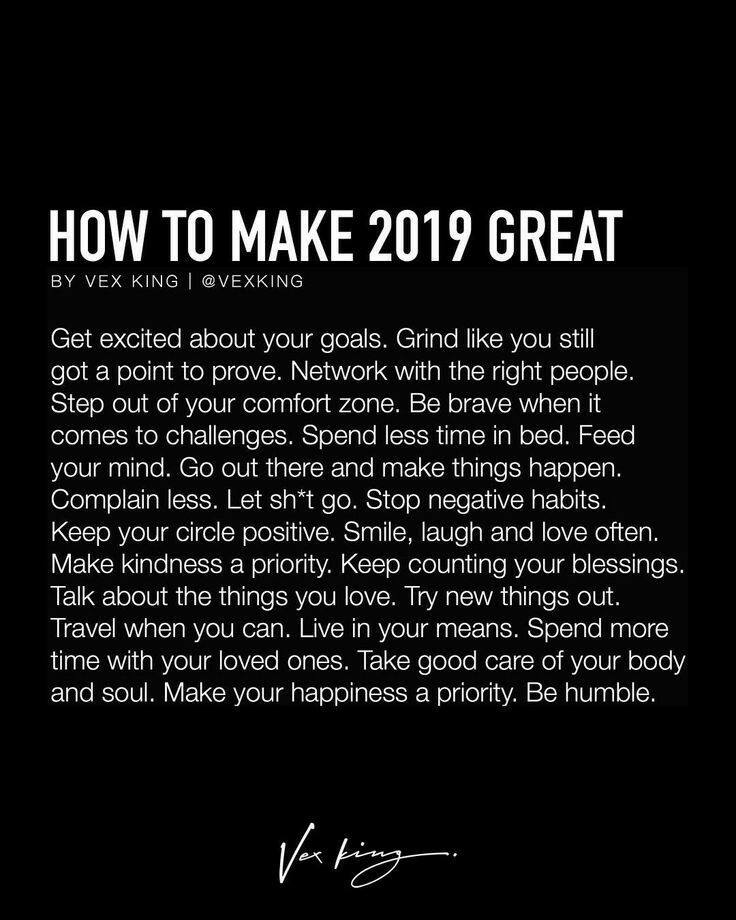 HOW TO MAKE 2019 GREAT
BY VEX KING | @VEXKING
Get excited about your goals. Grind like you still
got a point to prove. Network with the right people.
Step out of your comfort zone. Be brave when it
comes to challenges. Spend less time in bed. Feed
your mind. Go out there and make things happen.
Complain less. Let sh*t go. Stop negative habits.
Keep your circle positive. Smile, laugh and love often.
Make kindness a priority. Keep counting your blessings.
Talk about the things you love. Try new things out.
Travel when you can. Live in your means. Spend more
time with your loved ones. Take good care of your body
and soul. Make your happiness a priority. Be humble.
Vex King.